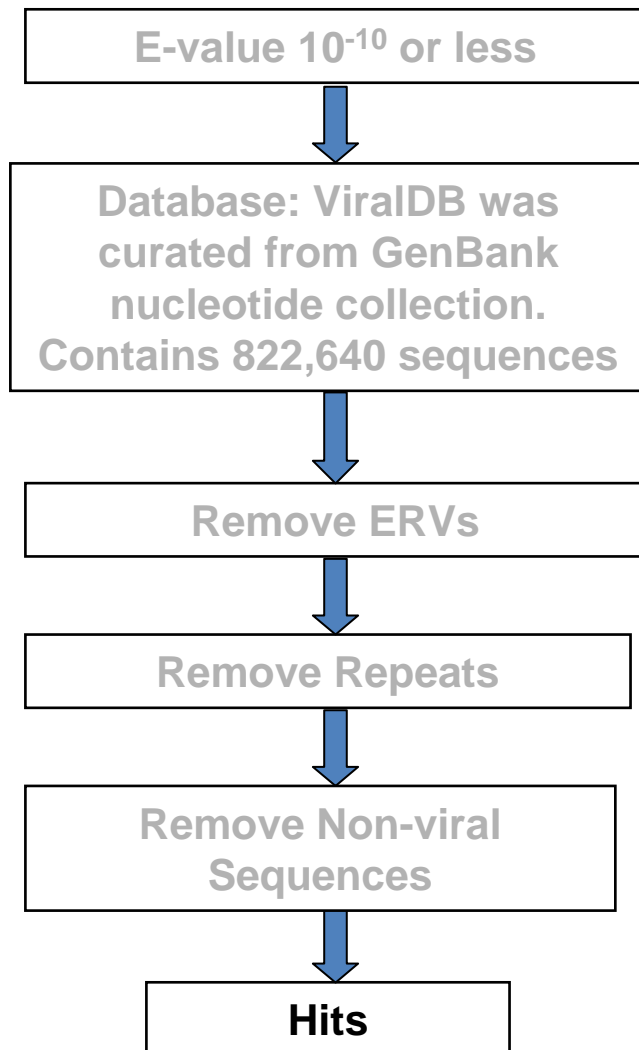 E-value 10⁻¹⁰ or less
Database: ViralDB was
curated from GenBank
nucleotide collection.
Contains 822,640 sequences
Remove ERVs
Remove Repeats
Remove Non-viral
Sequences
Hits